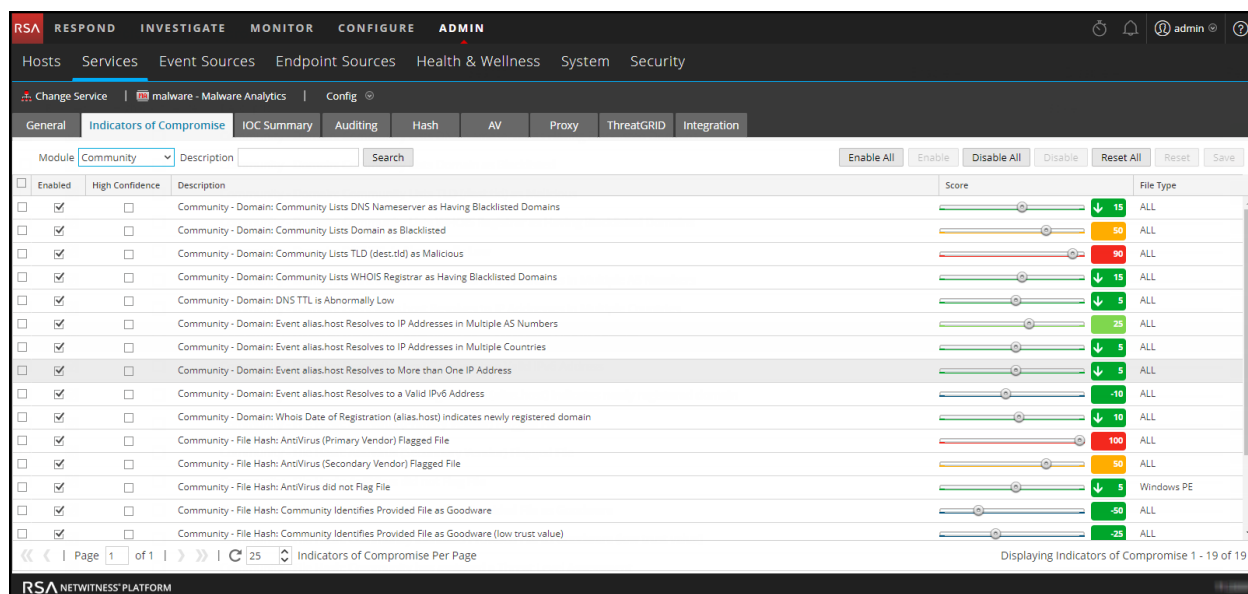 RSA RESPOND INVESTIGATE MONITOR CONFIGURE ADMIN admin ?
Hosts Services Event Sources Endpoint Sources Health & Wellness System Security
Change Service | malware - Malware Analytics | Config
General Indicators of Compromise IOC Summary Auditing Hash AV Proxy ThreatGRID Integration
Module Community Description Search Enable All Enable Disable All Disable Reset All Reset Save
Enabled High Confidence Description Score File Type
Community - Domain: Community Lists DNS Nameserver as Having Blacklisted Domains 15 ALL
Community - Domain: Community Lists Domain as Blacklisted 50 ALL
Community - Domain: Community Lists TLD (dest.tld) as Malicious 90 ALL
Community - Domain: Community Lists WHOIS Registrar as Having Blacklisted Domains 15 ALL
Community - Domain: DNS TTL is Abnormally Low 5 ALL
Community - Domain: Event alias.host Resolves to IP Addresses in Multiple AS Numbers 25 ALL
Community - Domain: Event alias.host Resolves to IP Addresses in Multiple Countries 5 ALL
Community - Domain: Event alias.host Resolves to More than One IP Address 5 ALL
Community - Domain: Event alias.host Resolves to a Valid IPv6 Address -10 ALL
Community - Domain: Whois Date of Registration (alias.host) indicates newly registered domain 10 ALL
Community - File Hash: AntiVirus (Primary Vendor) Flagged File 100 ALL
Community - File Hash: AntiVirus (Secondary Vendor) Flagged File 50 ALL
Community - File Hash: AntiVirus did not Flag File 5 Windows PE
Community - File Hash: Community Identifies Provided File as Goodware -50 ALL
Community - File Hash: Community Identifies Provided File as Goodware (low trust value) -25 ALL
Page 1 of 1 | 25 Indicators of Compromise Per Page Displaying Indicators of Compromise 1 - 19 of 19
RSA NETWITNESS® PLATFORM